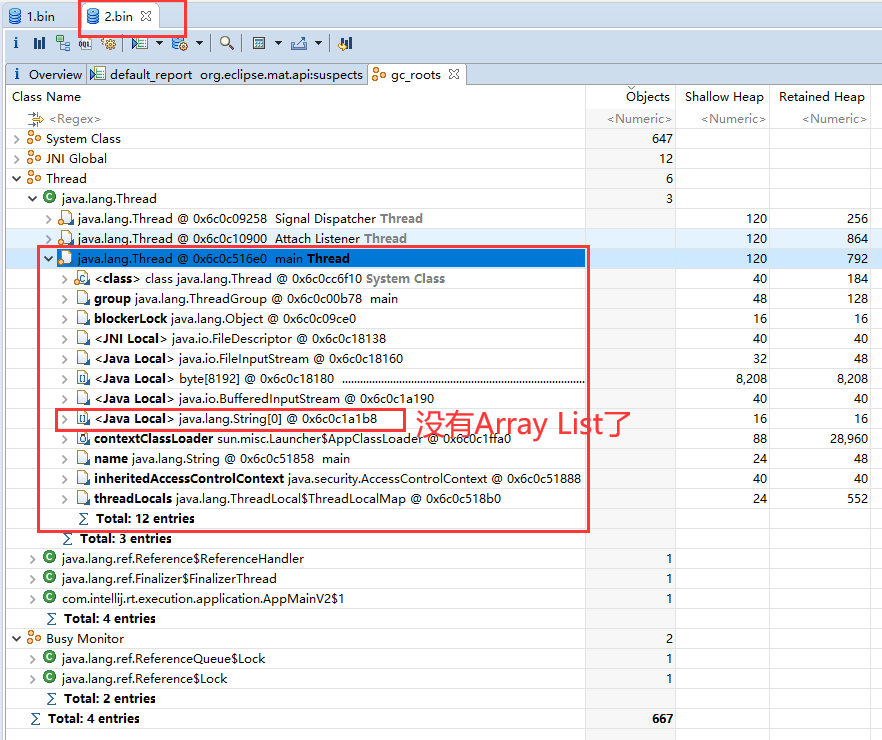 1.bin 2.bin
i OQL
i Overview default_report org.eclipse.mat.api:suspects gc_roots
Class Name Objects Shallow Heap Retained Heap
<Regex> <Numeric> <Numeric> <Numeric>
System Class 647
JNI Global 12
Thread 6
java.lang.Thread 3
java.lang.Thread @ 0x6c0c09258 Signal Dispatcher Thread 120 256
java.lang.Thread @ 0x6c0c10900 Attach Listener Thread 120 864
java.lang.Thread @ 0x6c0c516e0 main Thread 120 792
<class> class java.lang.Thread @ 0x6c0cc6f10 System Class 40 184
group java.lang.ThreadGroup @ 0x6c0c00b78 main 48 128
blockerLock java.lang.Object @ 0x6c0c09ce0 16 16
<JNI Local> java.io.FileDescriptor @ 0x6c0c18138 40 40
<Java Local> java.io.FileInputStream @ 0x6c0c18160 32 48
<Java Local> byte[8192] @ 0x6c0c18180 8,208 8,208
<Java Local> java.io.BufferedInputStream @ 0x6c0c1a190 40 40
<Java Local> java.lang.String[0] @ 0x6c0c1a1b8 16 16
没有Array List了
contextClassLoader sun.misc.Launcher$AppClassLoader @ 0x6c0c1ffa0 88 28,960
name java.lang.String @ 0x6c0c51858 main 24 48
inheritedAccessControlContext java.security.AccessControlContext @ 0x6c0c51888 40 40
threadLocals java.lang.ThreadLocal$ThreadLocalMap @ 0x6c0c518b0 24 552
Σ Total: 12 entries
Σ Total: 3 entries
java.lang.ref.Reference$ReferenceHandler 1
java.lang.ref.Finalizer$FinalizerThread 1
com.intellij.rt.execution.application.AppMainV2$1 1
Σ Total: 4 entries
Busy Monitor 2
java.lang.ref.ReferenceQueue$Lock 1
java.lang.ref.Reference$Lock 1
Σ Total: 2 entries
Σ Total: 4 entries 667